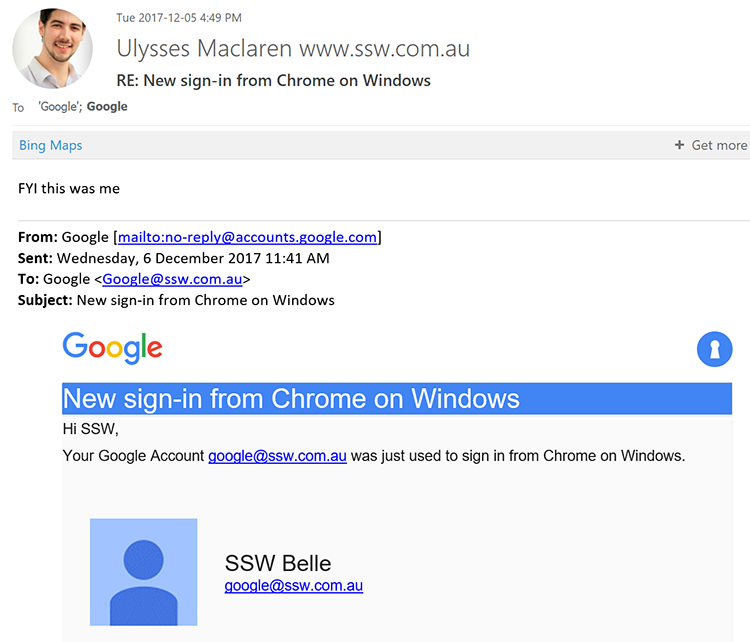 Tue 2017-12-05 4:49 PM
Ulysses Maclaren www.ssw.com.au
RE: New sign-in from Chrome on Windows
To 'Google'; Google
Bing Maps + Get more
FYI this was me
From: Google [mailto:no-reply@accounts.google.com]
Sent: Wednesday, 6 December 2017 11:41 AM
To: Google <Google@ssw.com.au>
Subject: New sign-in from Chrome on Windows
Google
New sign-in from Chrome on Windows
Hi SSW,
Your Google Account google@ssw.com.au was just used to sign in from Chrome on Windows.
SSW Belle
google@ssw.com.au